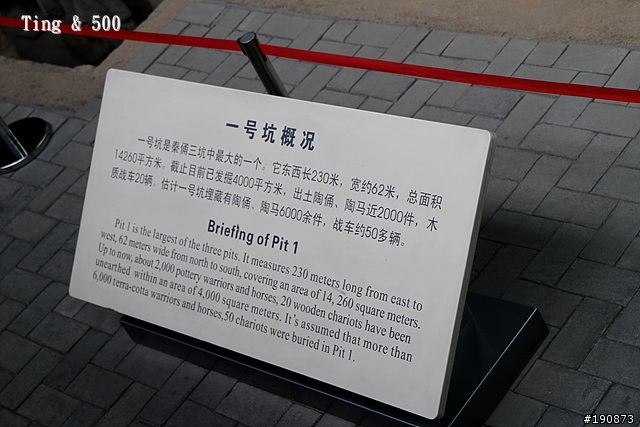 Ting & 500
一号坑概况
一号坑是秦俑三坑中最大的一个。它东西长230米，宽约62米，总面积
14260平方米。截止目前已发掘4000平方米，出土陶俑、陶马近2000件，木
质战车20辆。估计一号坑埋藏有陶俑、陶马6000余件，战车约50多辆。
Briefing of Pit 1
Pit 1 is the largest of the three pits. It measures 230 meters long from east to
west, 62 meters wide from north to south, covering an area of 14, 260 square meters.
Up to now, about 2,000 pottery warriors and horses, 20 wooden chariots have been
unearthed within an area of 4,000 square meters. It's assumed that more than
6,000 terra-cotta warriors and horses,50 chariots were buried in Pit 1.
#190873